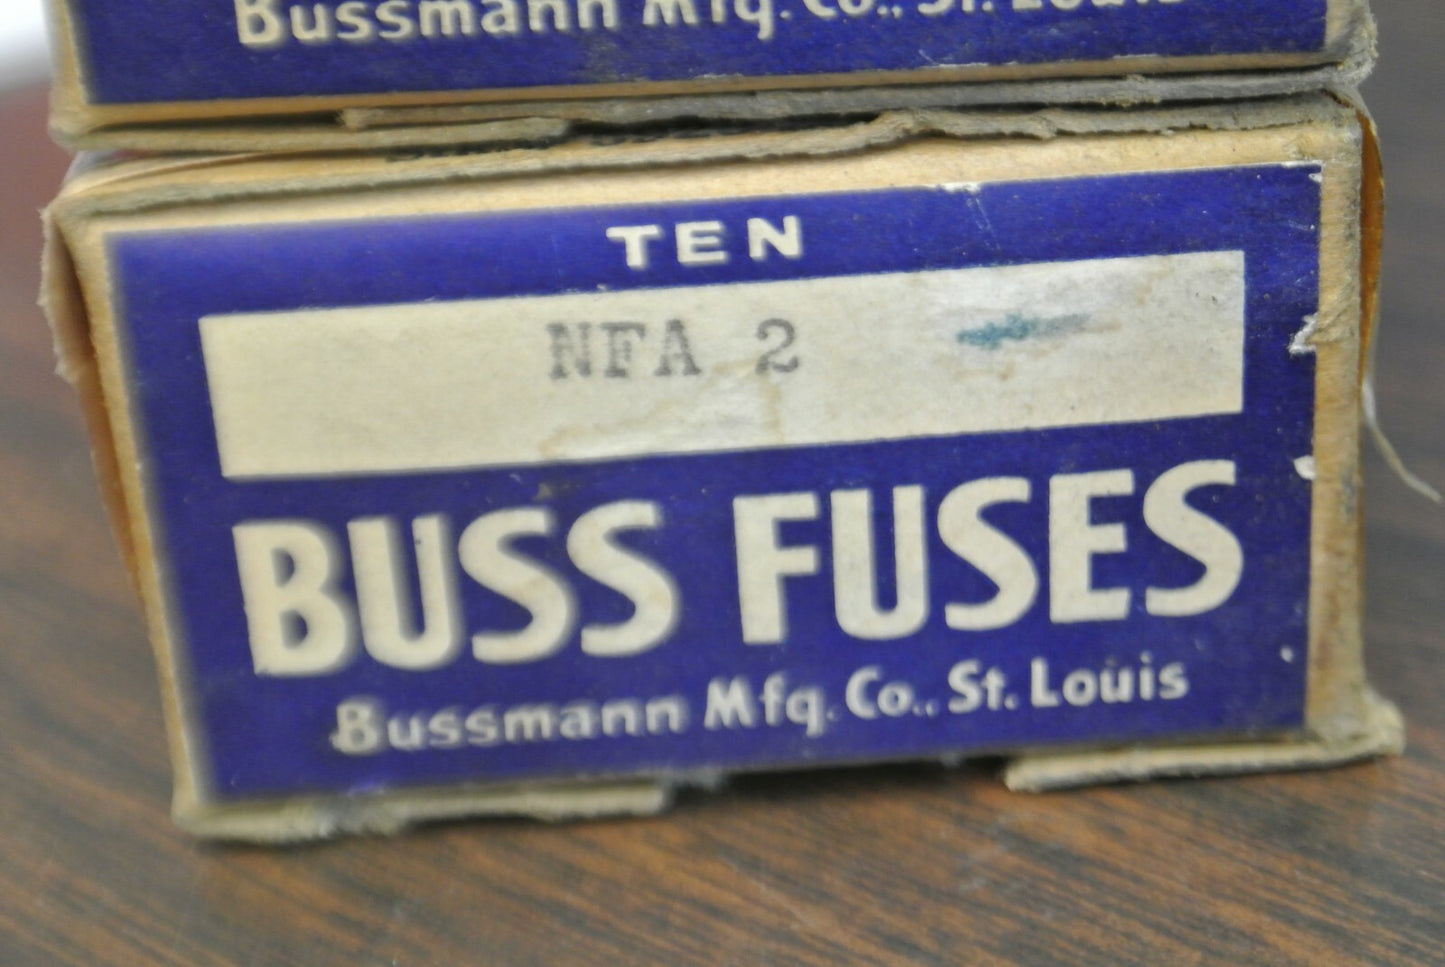 Bussmann Mfg. Co., St. Louis
TEN
NFA 2
BUSS FUSES
Bussmann Mfg. Co., St. Louis